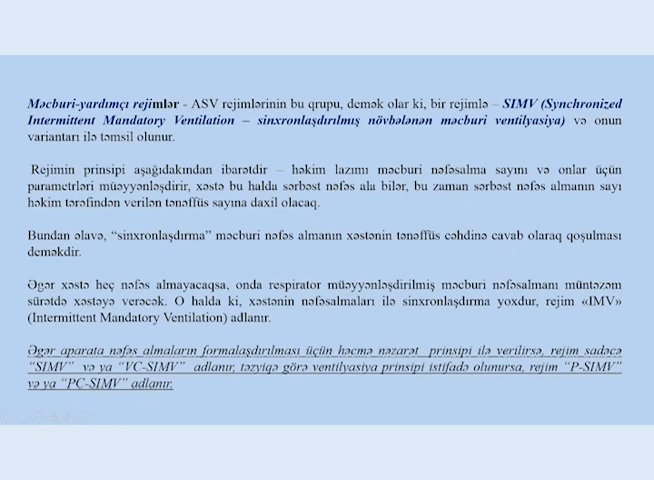 Məcburi-yardımçı rejimlər - ASV rejimlərinin bu qrupu, demək olar ki, bir rejimlə – SIMV (Synchronized
Intermittent Mandatory Ventilation – sinxronlaşdırılmış növbələnən məcburi ventilyasiya) və onun
variantarı ilə təmsil olunur.
Rejimin prinsipi aşağıdakından ibarətdir – həkim lazımı məcburi nəfəsalma sayını və onlar üçün
parametrləri müəyyənləşdirir, xəstə bu halda sərbəst nəfəs ala bilər, bu zaman sərbəst nəfəs almanın sayı
həkim tərəfindən verilən tənəffüs sayına daxil olacaq.
Bundan əlavə, “sinxronlaşdırma” məcburi nəfəs almanın xəstənin tənəffüs cəhdinə cavab olaraq qoşulması
deməkdir.
Əgər xəstə heç nəfəs almayacaqsa, onda respirator müəyyənləşdirilmiş məcburi nəfəsalmanı müntəzəm
sürətdə xəstəyə verəcək. O halda ki, xəstənin nəfəsalmaları ilə sinxronlaşdırma yoxdur, rejim «IMV»
(Intermittent Mandatory Ventilation) adlanır.
Əgər aparata nəfəs almaların formalaşdırılması üçün həcmə nəzarət prinsipi ilə verilirsə, rejim sadəcə
“SIMV” və ya “VC-SIMV” adlanır, təzyiqə görə ventilyasiya prinsipi istifadə olunursa, rejim “P-SIMV”
və ya “PC-SIMV” adlanır.